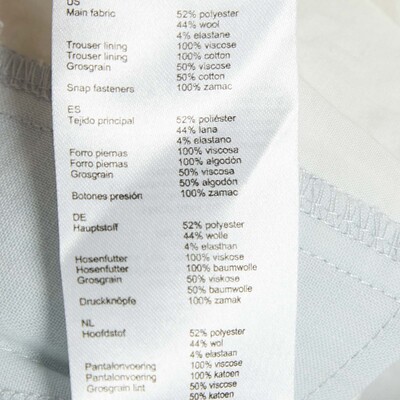 US
Main fabric 52% polyester
44% wool
4% elastane
Trouser lining 100% viscose
Trouser lining 100% cotton
Grosgrain 50% viscose
50% cotton
Snap fasteners 100% zamac
ES
Tejido principal 52% poliéster
44% lana
4% elastano
Forro piernas 100% viscosa
Forro piernas 100% algodón
Grosgrain 50% viscosa
50% algodón
Botones presión 100% zamac
DE
Hauptstoff 52% polyester
44% wolle
4% elasthan
Hosenfutter 100% viskose
Hosenfutter 100% baumwolle
Grosgrain 50% viskose
50% baumwolle
Druckknöpfe 100% zamak
NL
Hoofdstof 52% polyester
44% wol
4% elastaan
Pantalonvoering 100% viscose
Pantalonvoering 100% katoen
Grosgrain lint 50% viscose
50% katoen